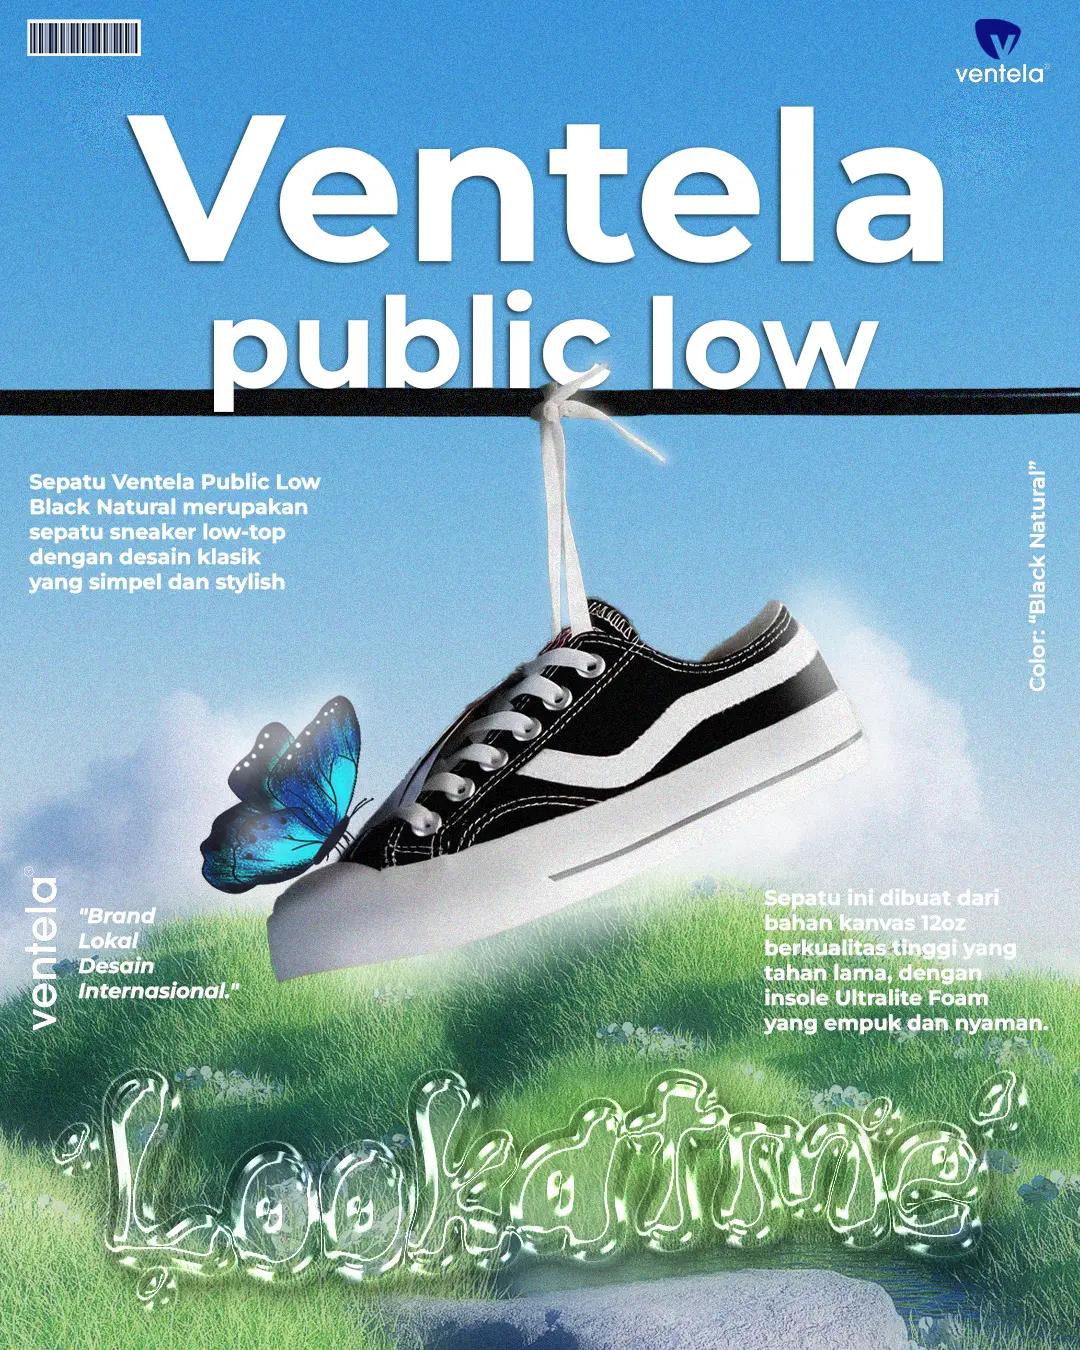 ventela
Ventela
public low
Sepatu Ventela Public Low
Black Natural merupakan
sepatu sneaker low-top
dengan desain klasik
yang simpel dan stylish
Color: “Black Natural”
ventela®
"Brand
Lokal
Desain
Internasional."
Sepatu ini dibuat dari
bahan kanvas 12oz
berkualitas tinggi yang
tahan lama, dengan
insole Ultralite Foam
yang empuk dan nyaman.
Lookatme